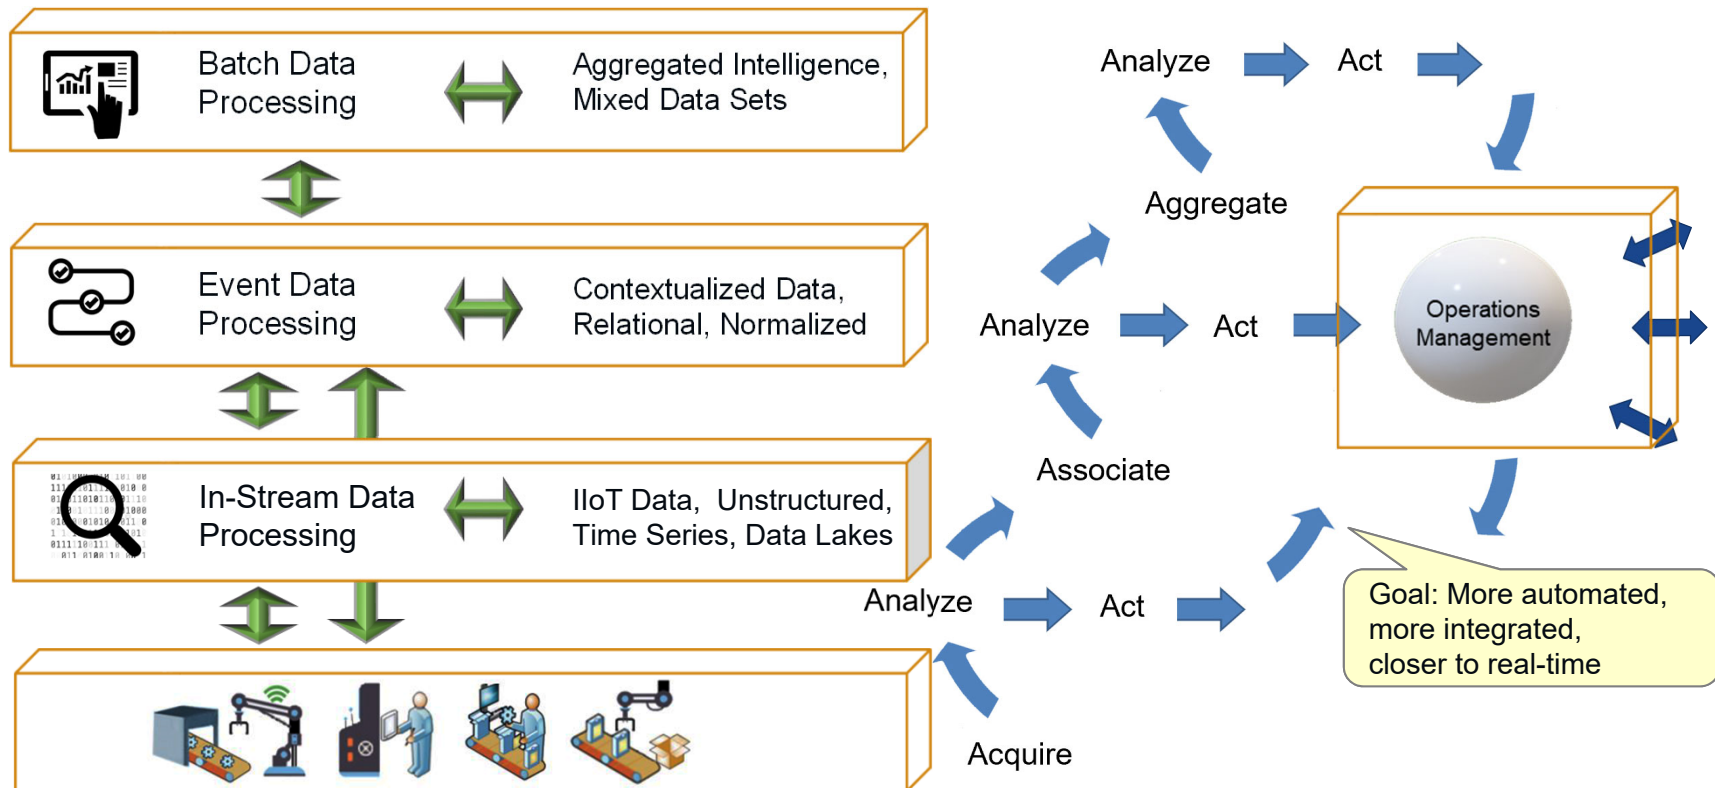 Batch Data
Processing
Aggregated Intelligence,
Mixed Data Sets
Event Data
Processing
Contextualized Data,
Relational, Normalized
In-Stream Data
Processing
IIoT Data, Unstructured,
Time Series, Data Lakes
Analyze
Act
Aggregate
Analyze
Act
Operations
Management
Associate
Analyze
Act
Acquire
Goal: More automated,
more integrated,
closer to real-time